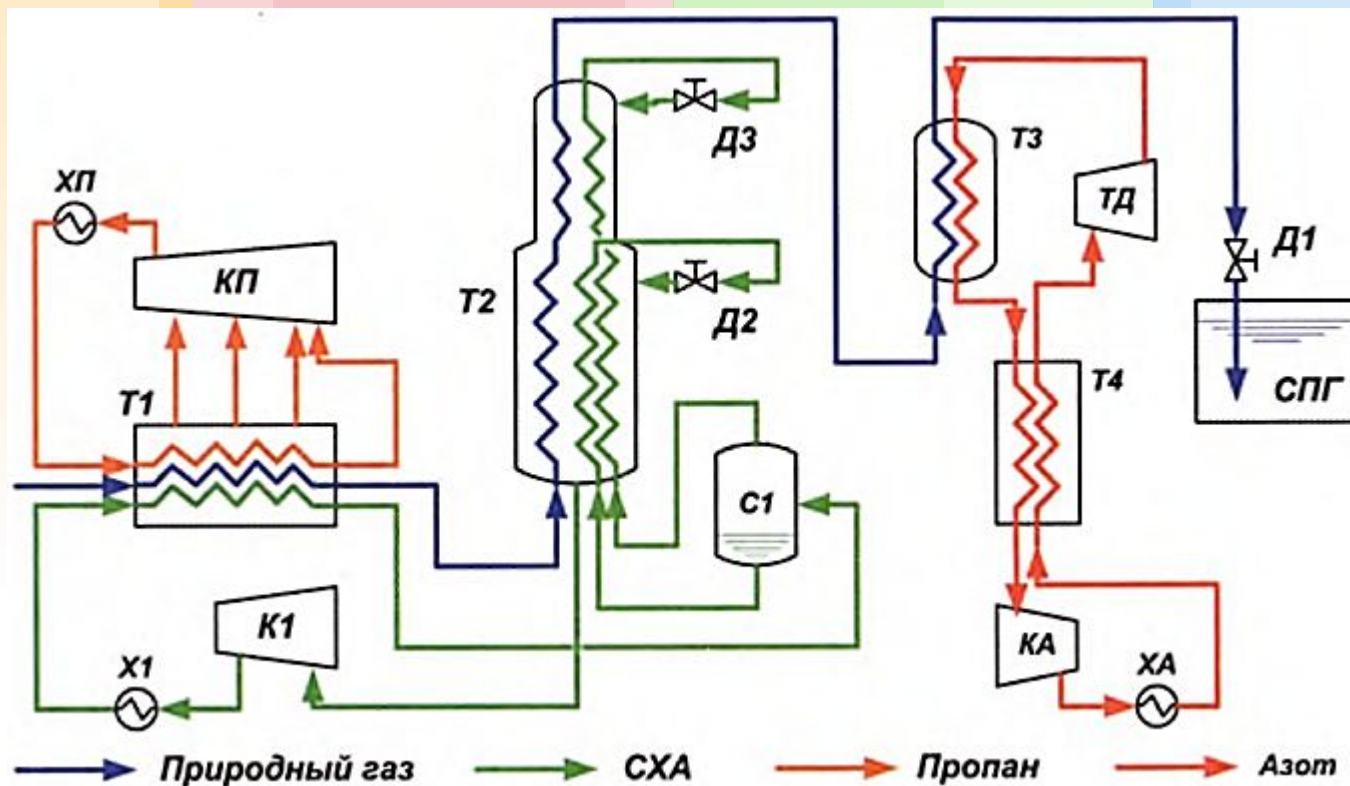 Д3
Т3
ХП
ТД
Д1
КП
Т2
Д2
Т1
Т4
СПГ
С1
К1
КА
Х1
ХА
Природный газ
СХА
Пропан
Азот